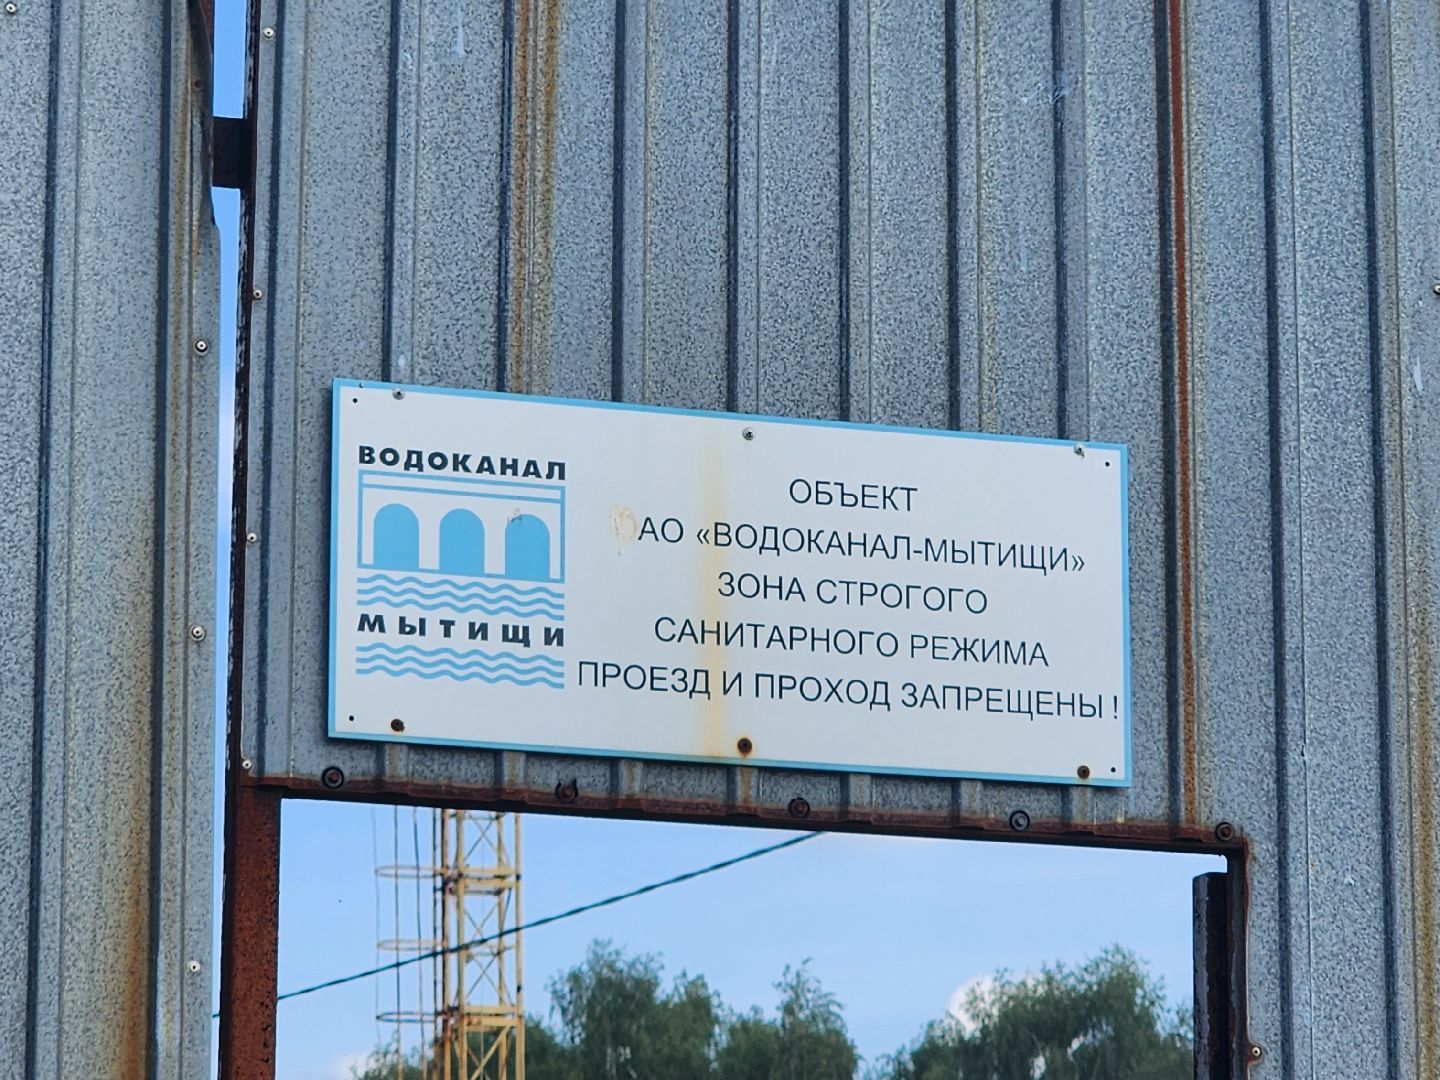 ВОДОКАНАЛ
МЫТИЩИ
ОБЪЕКТ
АО «ВОДОКАНАЛ-МЫТИЩИ»
ЗОНА СТРОГОГО
САНИТАРНОГО РЕЖИМА
ПРОЕЗД И ПРОХОД ЗАПРЕЩЕНЫ !